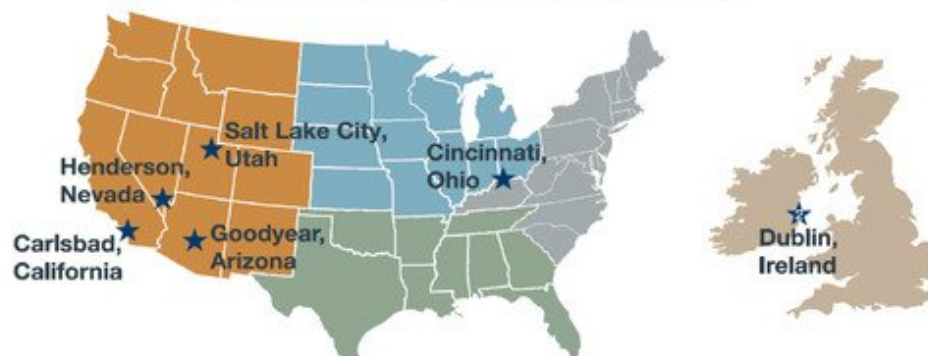 Salt Lake City,
Utah
Henderson,
Nevada
Cincinnati,
Ohio
Carlsbad,
California
Goodyear,
Arizona
Dublin,
Ireland